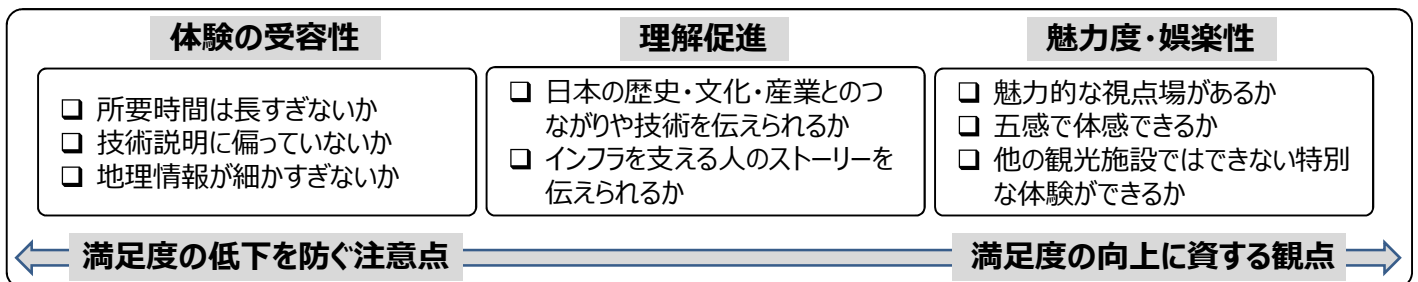 体験の受容性
❑ 所要時間は長すぎないか
❑ 技術説明に偏っていないか
❑ 地理情報が細かすぎないか
理解促進
❑ 日本の歴史・文化・産業とのつ
ながりや技術を伝えられるか
❑ インフラを支える人のストーリーを
伝えられるか
魅力度・娯楽性
❑ 魅力的な視点場があるか
❑ 五感で体感できるか
❑ 他の観光施設ではできない特別
な体験ができるか
満足度の低下を防ぐ注意点
満足度の向上に資する観点